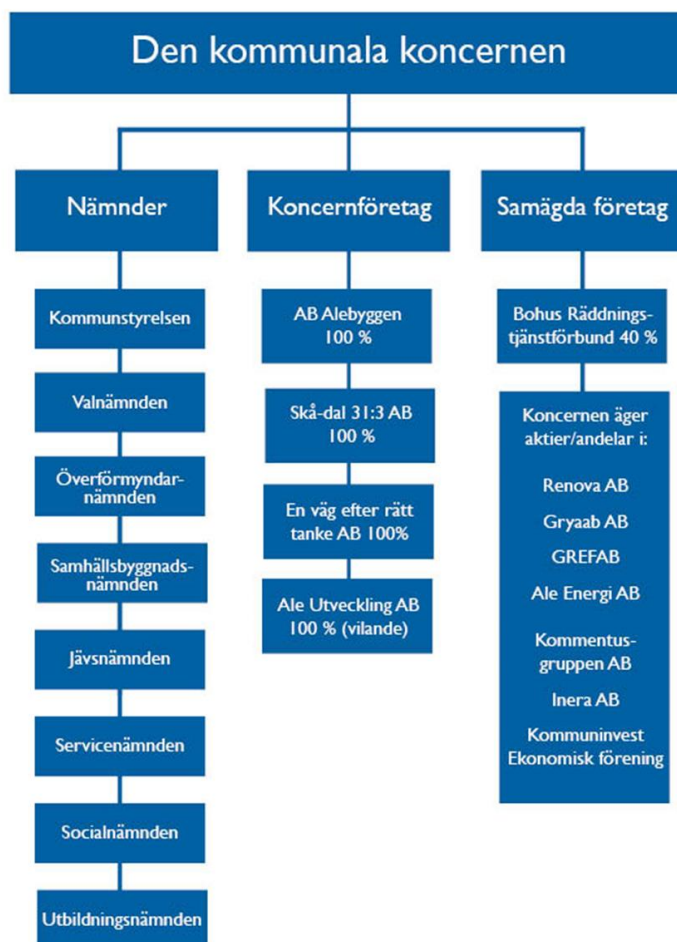 Den kommunala koncernen
Nämnder
Kommunstyrelsen
Valnämnden
Överförmyndar-
nämnden
Samhällsbyggnads-
nämnden
Jävsnämnden
Servicenämnden
Socialnämnden
Utbildningsnämnden
Koncernföretag
AB Alebyggen
100 %
Skå-dal 31:3 AB
100 %
En väg efter rätt
tanke AB 100%
Ale Utveckling AB
100 % (vilande)
Samägda företag
Bohus Räddnings-
tjänstförbund 40 %
Koncernen äger
aktier/andelar i:
Renova AB
Gryaab AB
GREFAB
Ale Energi AB
Kommentus-
gruppen AB
Inera AB
Kommuninvest
Ekonomisk förening